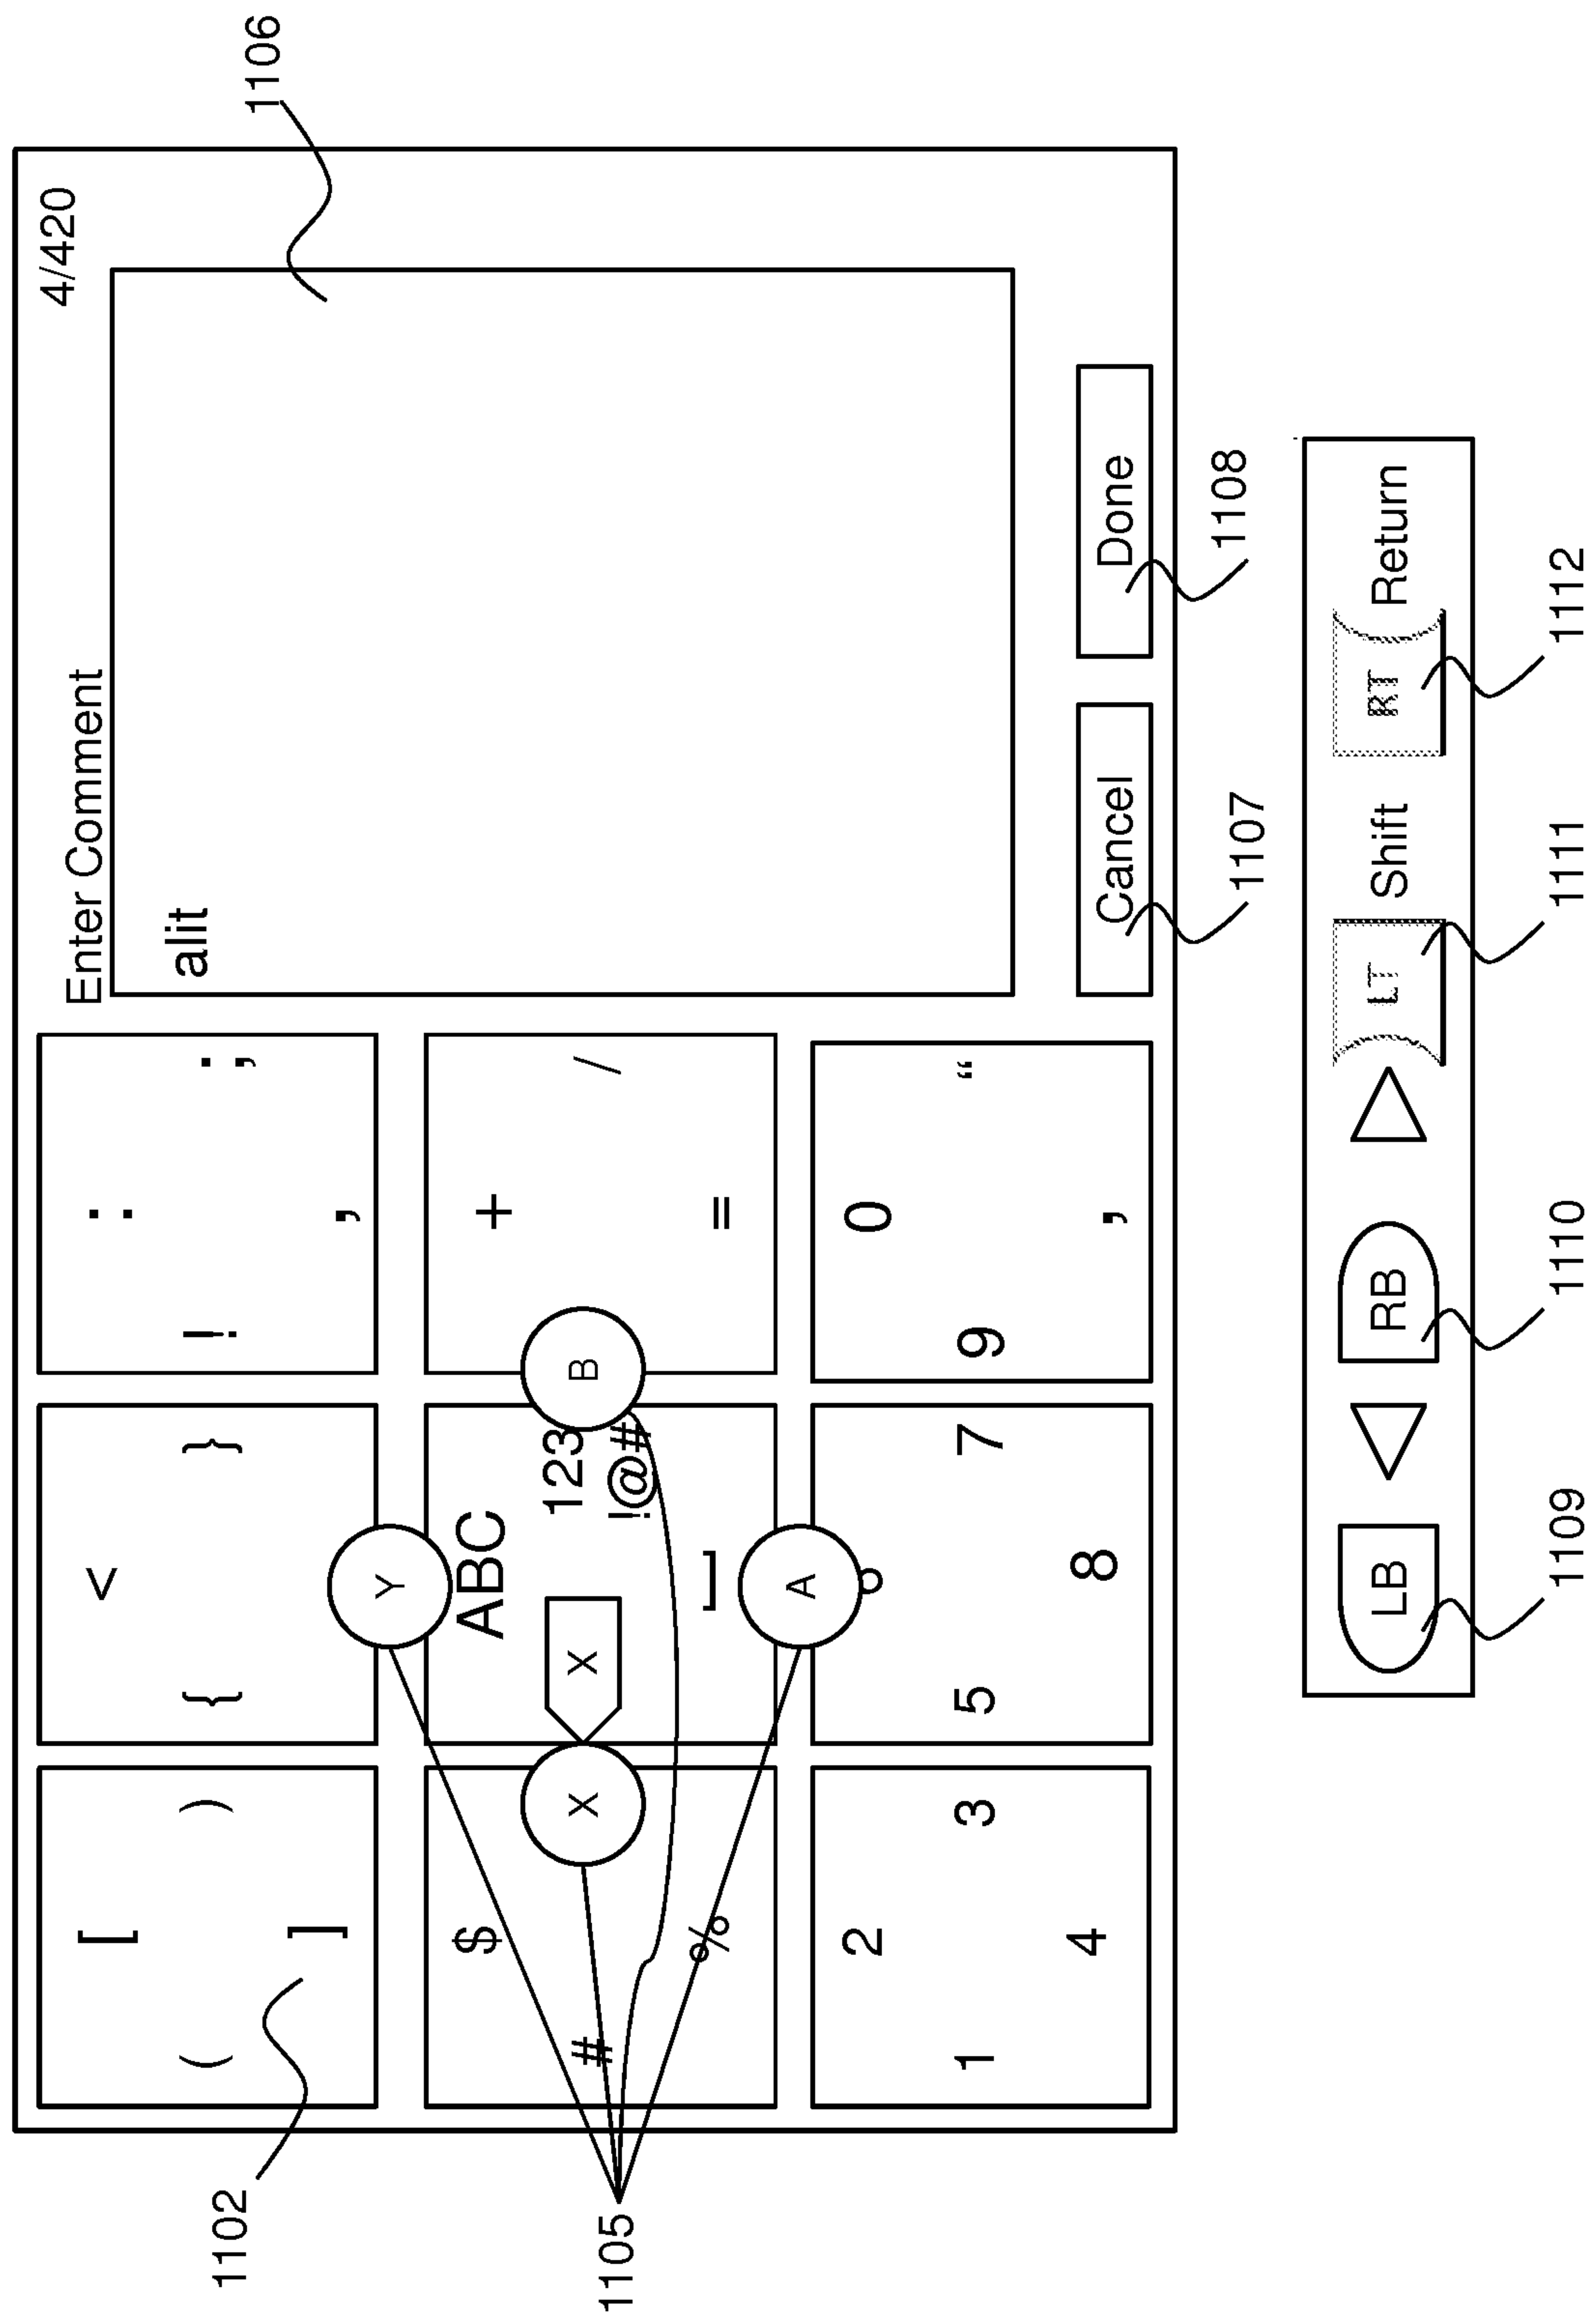 4/420
1106
Enter Comment
[ < :
( ) { } ! ;
] ,
alit
1102
Y
$ ABC +
# X X 123 B /
!@#
% ] =
1105
A
2 0
1 3 5 7 9 “
4 8 ,
Cancel Done
1107 1108
LB RB LT Shift RT Return
1109 1110 1111 1112